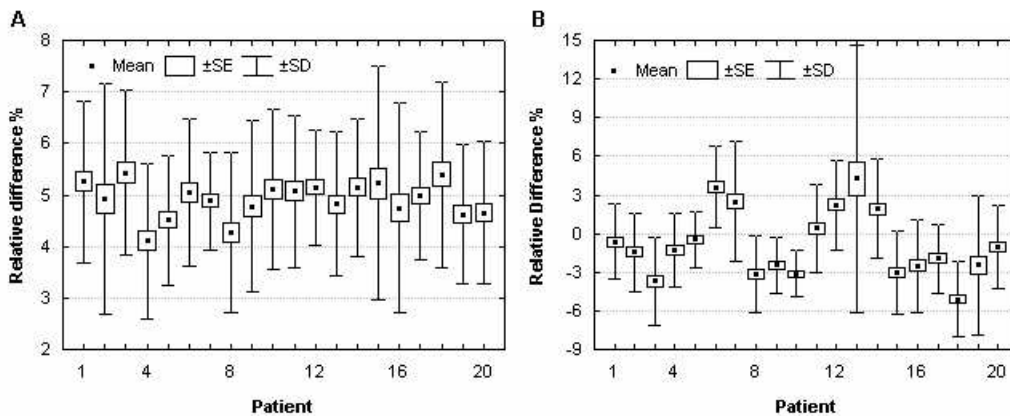 A
Mean ±SE ±SD
Relative difference %
8
7
6
5
4
3
2
1 4 8 12 16 20
Patient
B
Mean ±SE ±SD
Relative Difference %
15
12
9
6
3
0
-3
-6
-9
1 4 8 12 16 20
Patient